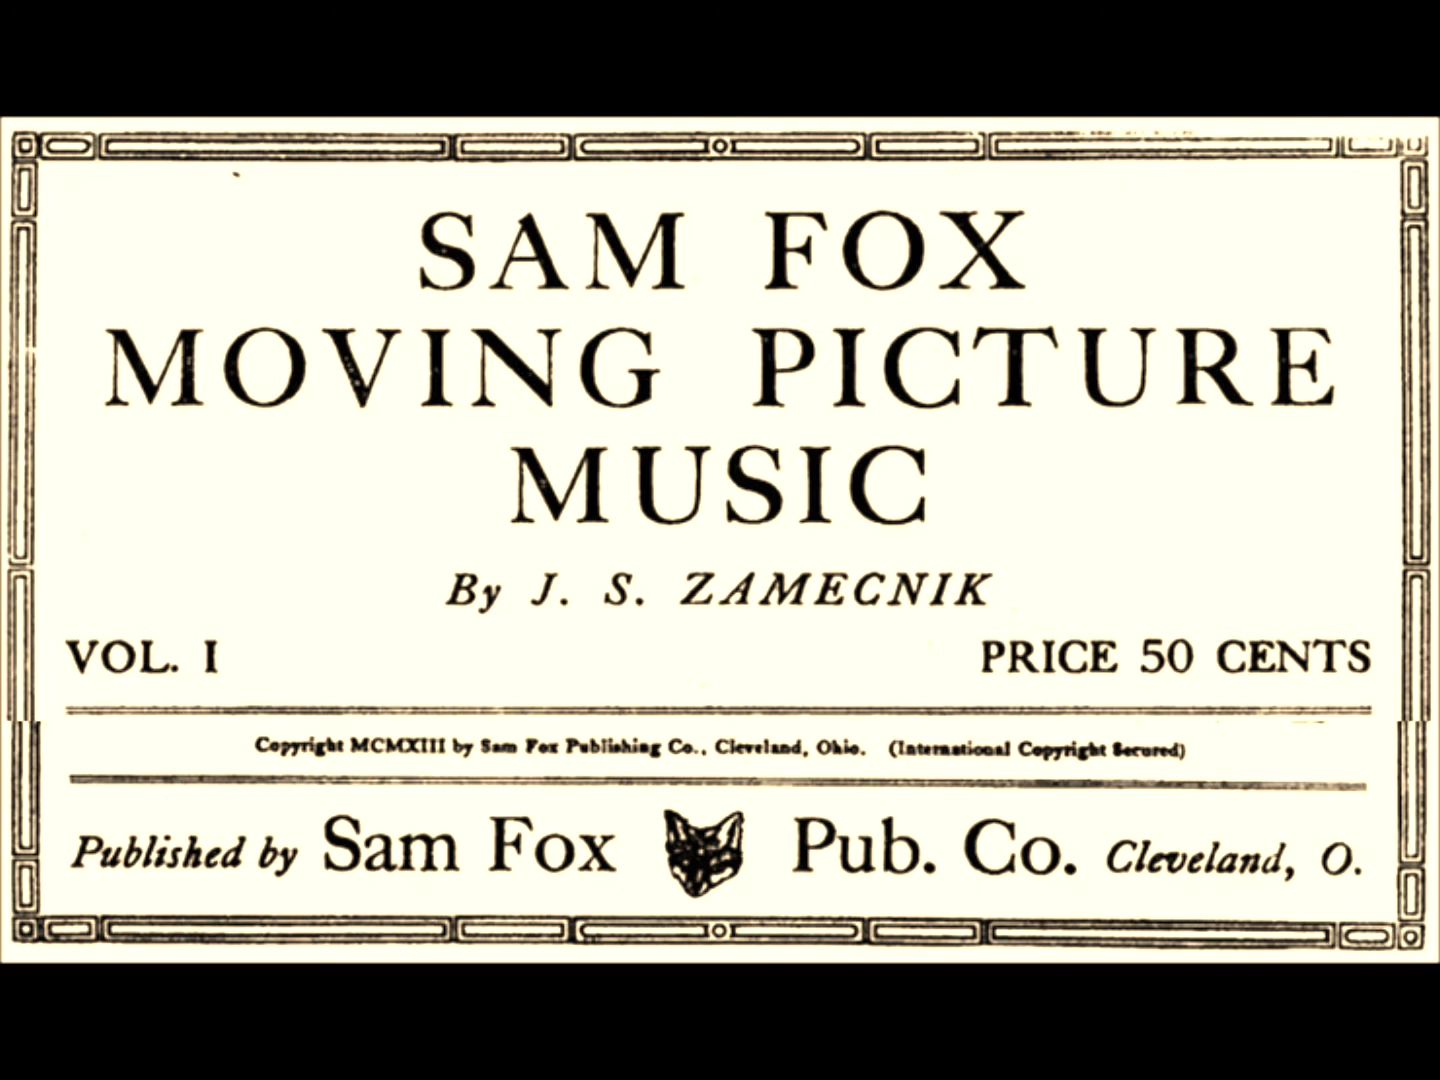 SAM FOX
MOVING PICTURE
MUSIC
By J. S. ZAMECNIK
VOL. I PRICE 50 CENTS
Copyright MCMXIII by Sam Fox Publishing Co., Cleveland, Ohio. (International Copyright Secured)
Published by Sam Fox Pub. Co. Cleveland, O.